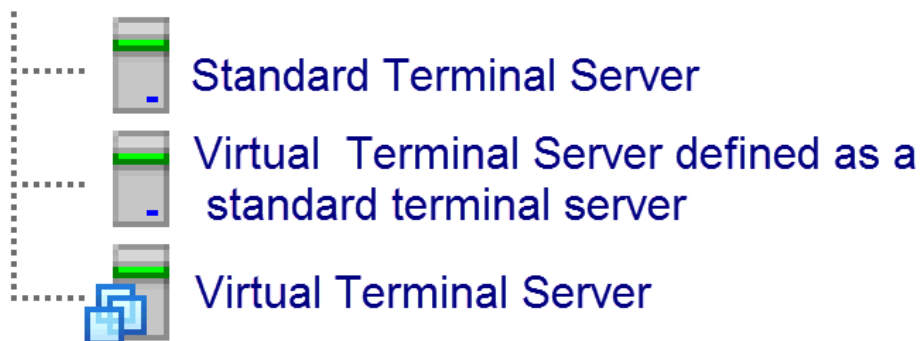 Standard Terminal Server
Virtual  Terminal Server defined as a
standard terminal server
Virtual Terminal Server